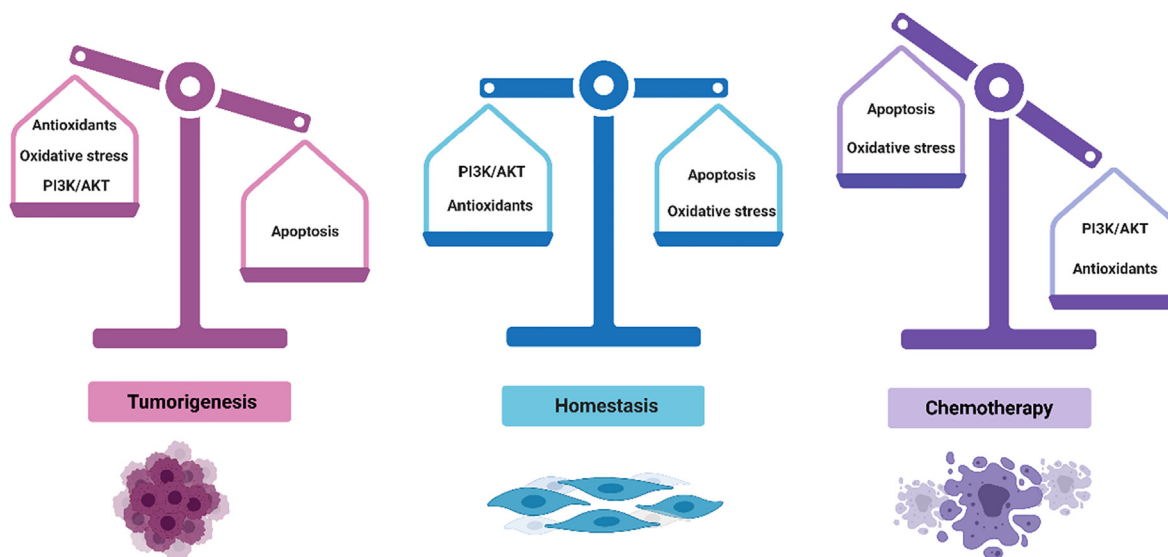 Antioxidants
Oxidative stress
PI3K/AKT
Apoptosis
PI3K/AKT
Antioxidants
Apoptosis
Oxidative stress
Apoptosis
Oxidative stress
PI3K/AKT
Antioxidants
Tumorigenesis
Homestasis
Chemotherapy